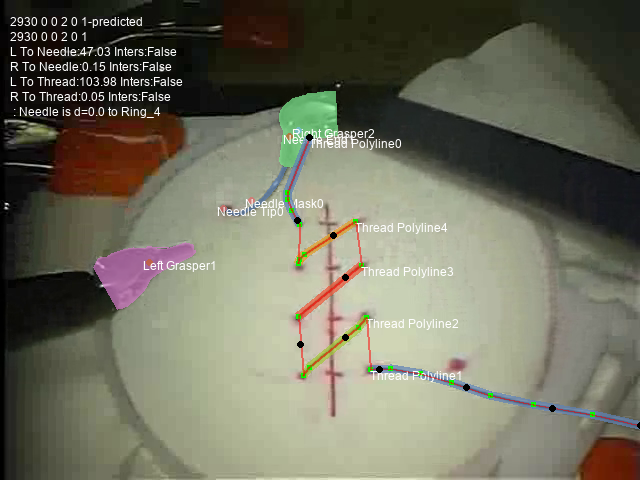 2930 0 0 2 0 1-predicted
2930 0 0 2 0 1
L To Needle:47.03 Inters:False
R To Needle:0.15 Inters:False
L To Thread:103.98 Inters:False
R To Thread:0.05 Inters:False
: Needle is d=0.0 to Ring_4
Right Grasper2
Thread Polyline0
Needle Mask0
Needle Tip0
Thread Polyline4
Left Grasper1
Thread Polyline3
Thread Polyline2
Thread Polyline1